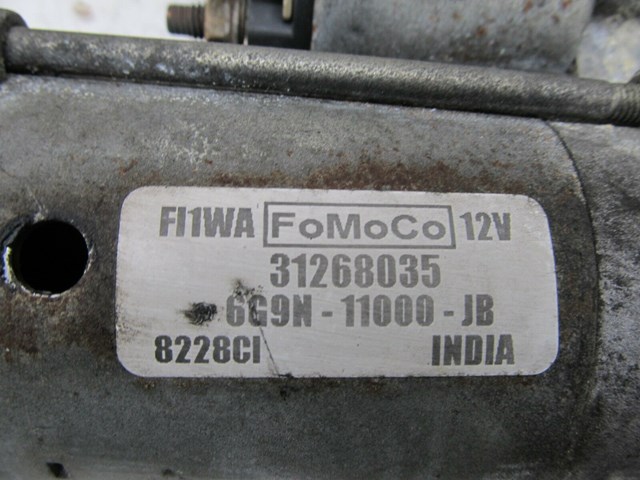 FI1WA FoMoCo 12V
31268035
6G9N - 11000 - JB
8228CI INDIA